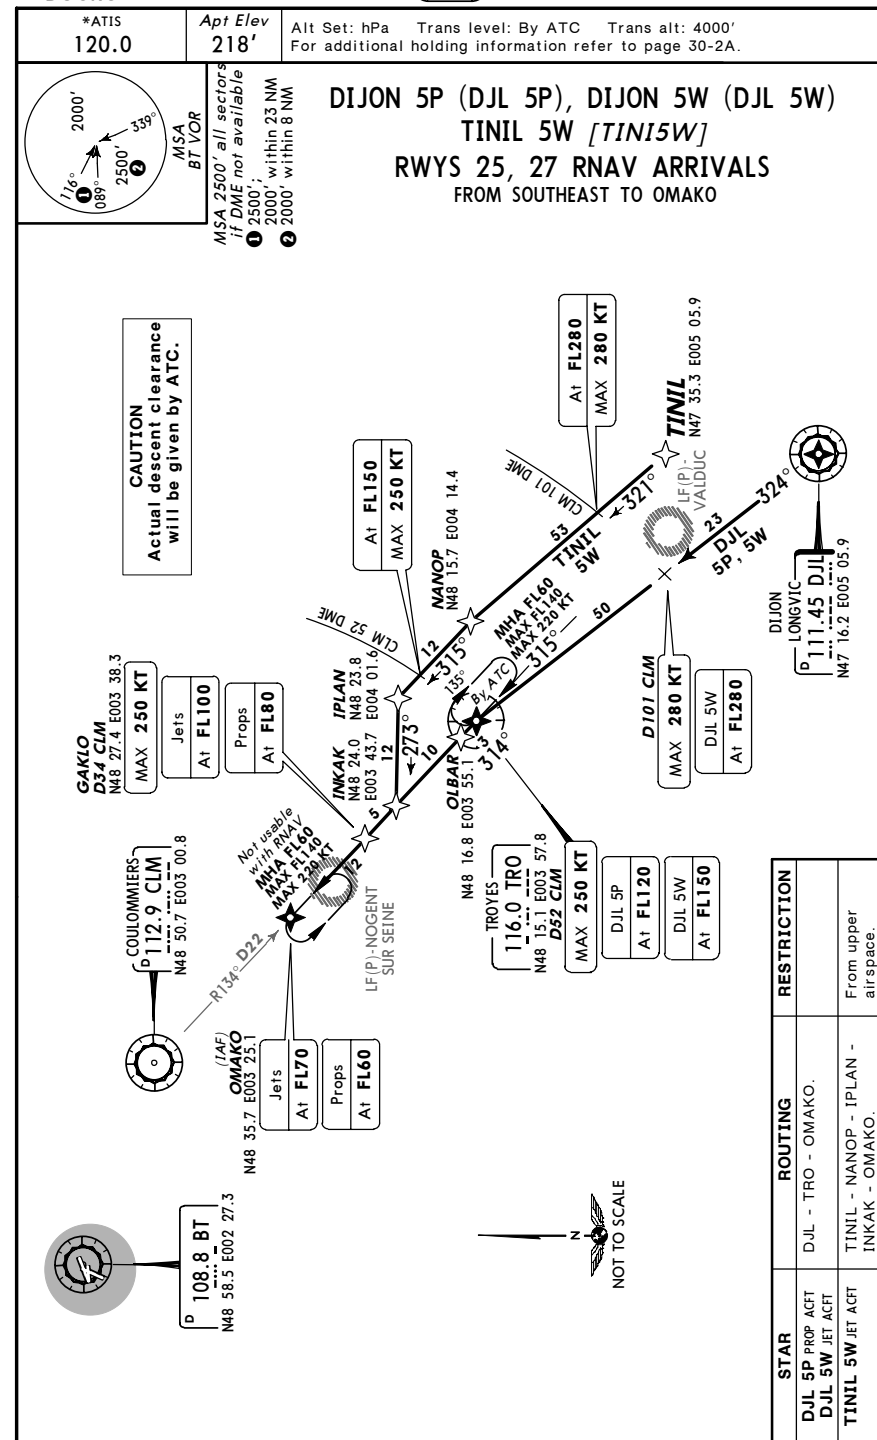 *ATIS
120.0
Apt Elev
218'
Alt Set: hPa Trans level: By ATC Trans alt: 4000'
For additional holding information refer to page 30-2A.
2000'
339°
116°
1
089°
2500'
2
MSA
BT VOR
MSA 2500' all sectors
if DME not available
1 2500';
2000' within 23 NM
2 2000' within 8 NM
DIJON 5P (DJL 5P), DIJON 5W (DJL 5W)
TINIL 5W [TINI5W]
RWYS 25, 27 RNAV ARRIVALS
FROM SOUTHEAST TO OMAKO
CAUTION
Actual descent clearance
will be given by ATC.
At FL280
MAX 280 KT
TINIL
N47 35.3 E005 05.9
CLM 101 DME
321°
53
TINIL
5W
LF(P)-
VALDUC
324°
23
DJL
5P, 5W
DIJON
LONGVIC
D 111.45 DJL
N47 16.2 E005 05.9
At FL150
MAX 250 KT
NANOP
N48 15.7 E004 14.4
CLM 52 DME
12
315°
MHA FL60
MAX FL140
MAX 220 KT
135°
By ATC
315°
50
D101 CLM
MAX 280 KT
DJL 5W
At FL280
IPLAN
N48 23.8
E004 01.6
12
273°
INKAK
N48 24.0
E003 43.7
10
OLBAR
N48 16.8 E003 55.1
3
314°
TROYES
116.0 TRO
N48 15.1 E003 57.8
D52 CLM
MAX 250 KT
DJL 5P
At FL120
DJL 5W
At FL150
GAKLO
D34 CLM
N48 27.4 E003 38.3
MAX 250 KT
Jets
At FL100
Props
At FL80
5
Not usable
with RNAV
MHA FL60
MAX FL140
MAX 220 KT
12
LF(P)-NOGENT
SUR SEINE
COULOMMIERS
D 112.9 CLM
N48 50.7 E003 00.8
R134° D22
(IAF)
OMAKO
N48 35.7 E003 25.1
Jets
At FL70
Props
At FL60
D 108.8 BT
N48 58.5 E002 27.3
N
NOT TO SCALE
STAR ROUTING RESTRICTION
DJL 5P PROP ACFT
DJL 5W JET ACFT
DJL - TRO - OMAKO.
TINIL 5W JET ACFT
TINIL - NANOP - IPLAN -
INKAK - OMAKO.
From upper
airspace.